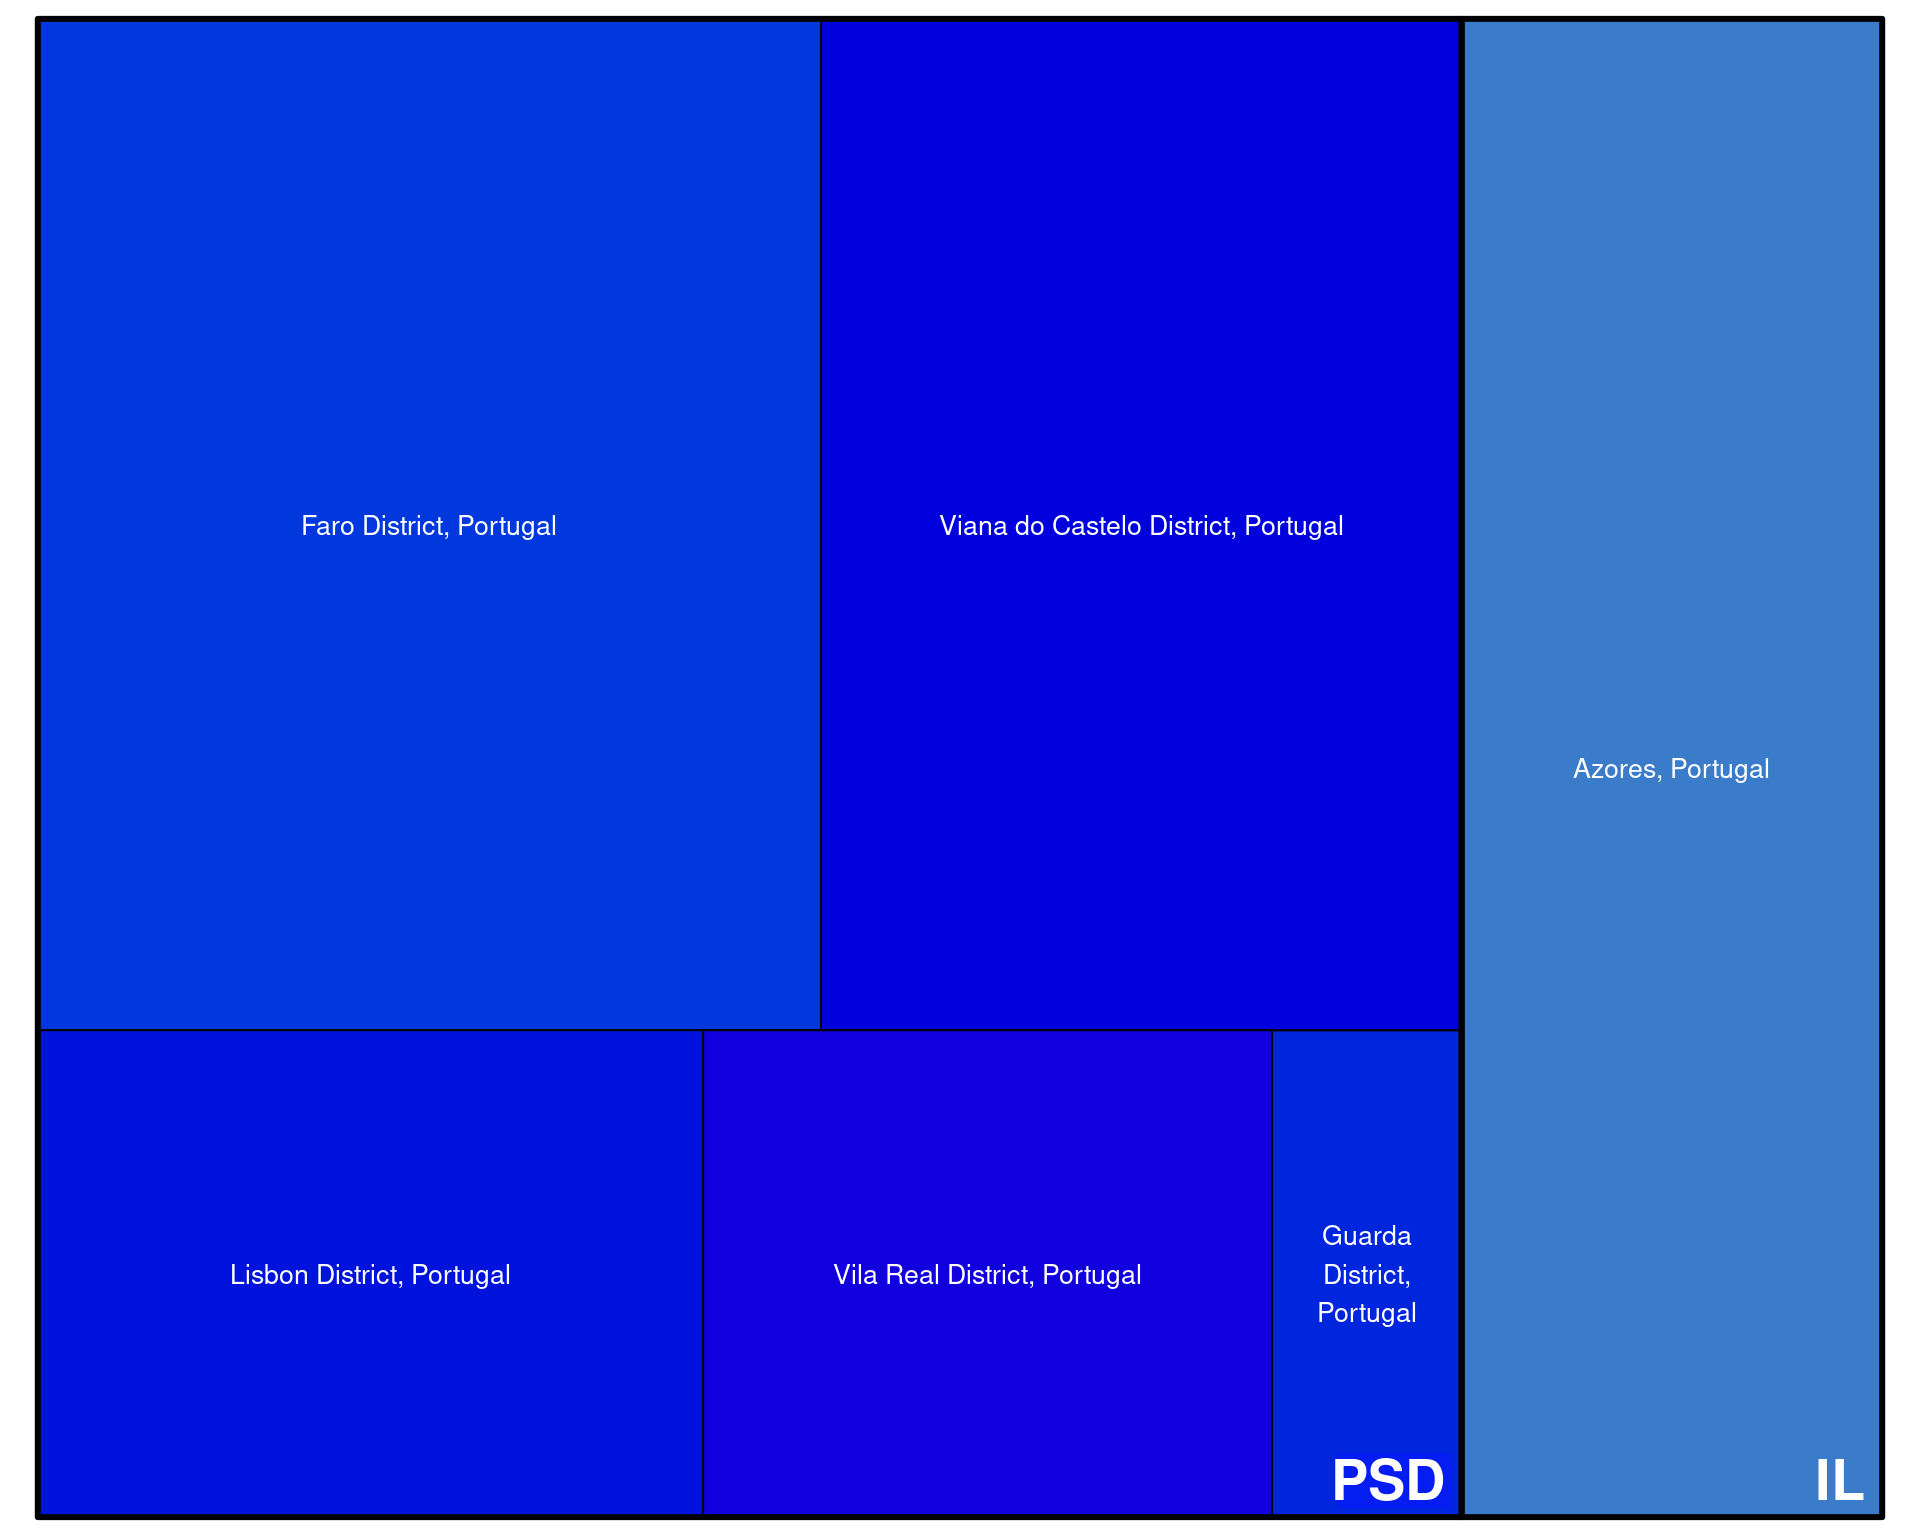 Faro District, Portugal
Viana do Castelo District, Portugal
Azores, Portugal
Lisbon District, Portugal
Vila Real District, Portugal
Guarda
District,
Portugal
PSD
IL